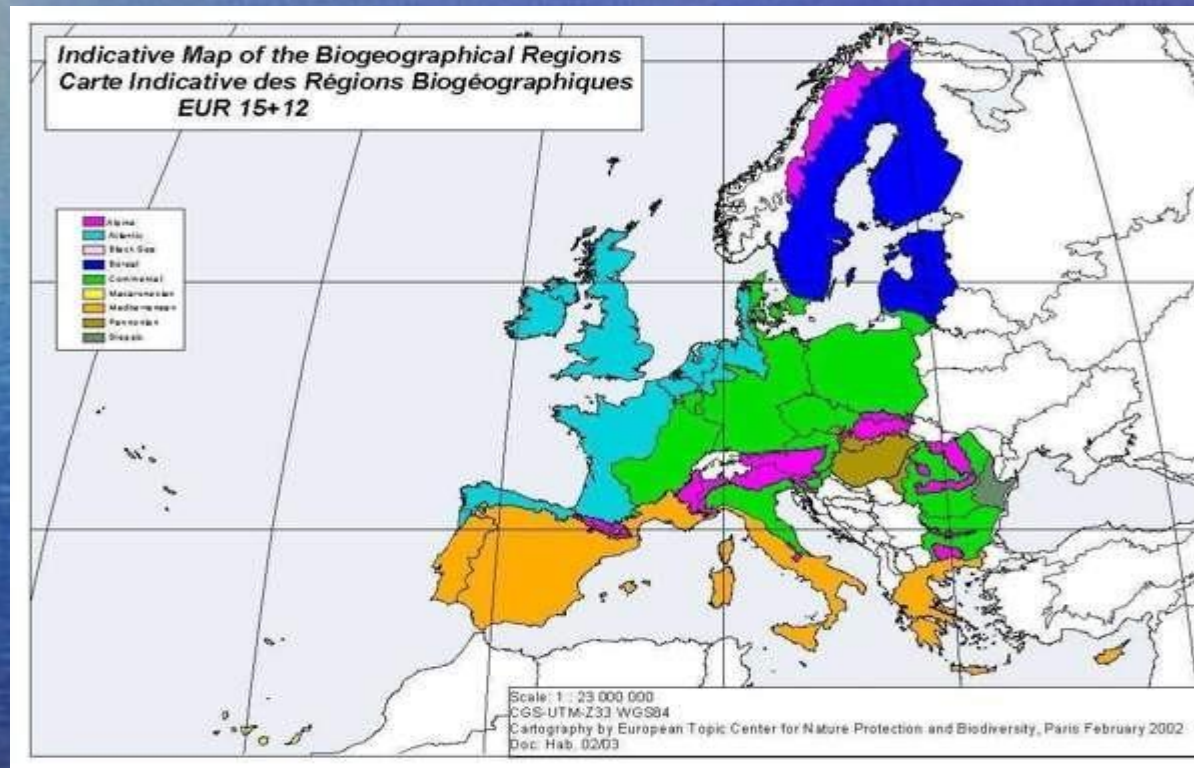 Indicative Map of the Biogeographical Regions
Carte Indicative des Régions Biogéographiques
EUR 15+12
Alpine
Atlantic
Black Sea
Boreal
Continental
Macaronesian
Mediterranean
Pannonian
Steppic
Scale: 1 : 23 000 000
CGS-UTM-Z33 WGS84
Cartography by European Topic Center for Nature Protection and Biodiversity, Paris February 2002
Doc: Hab. 02/03